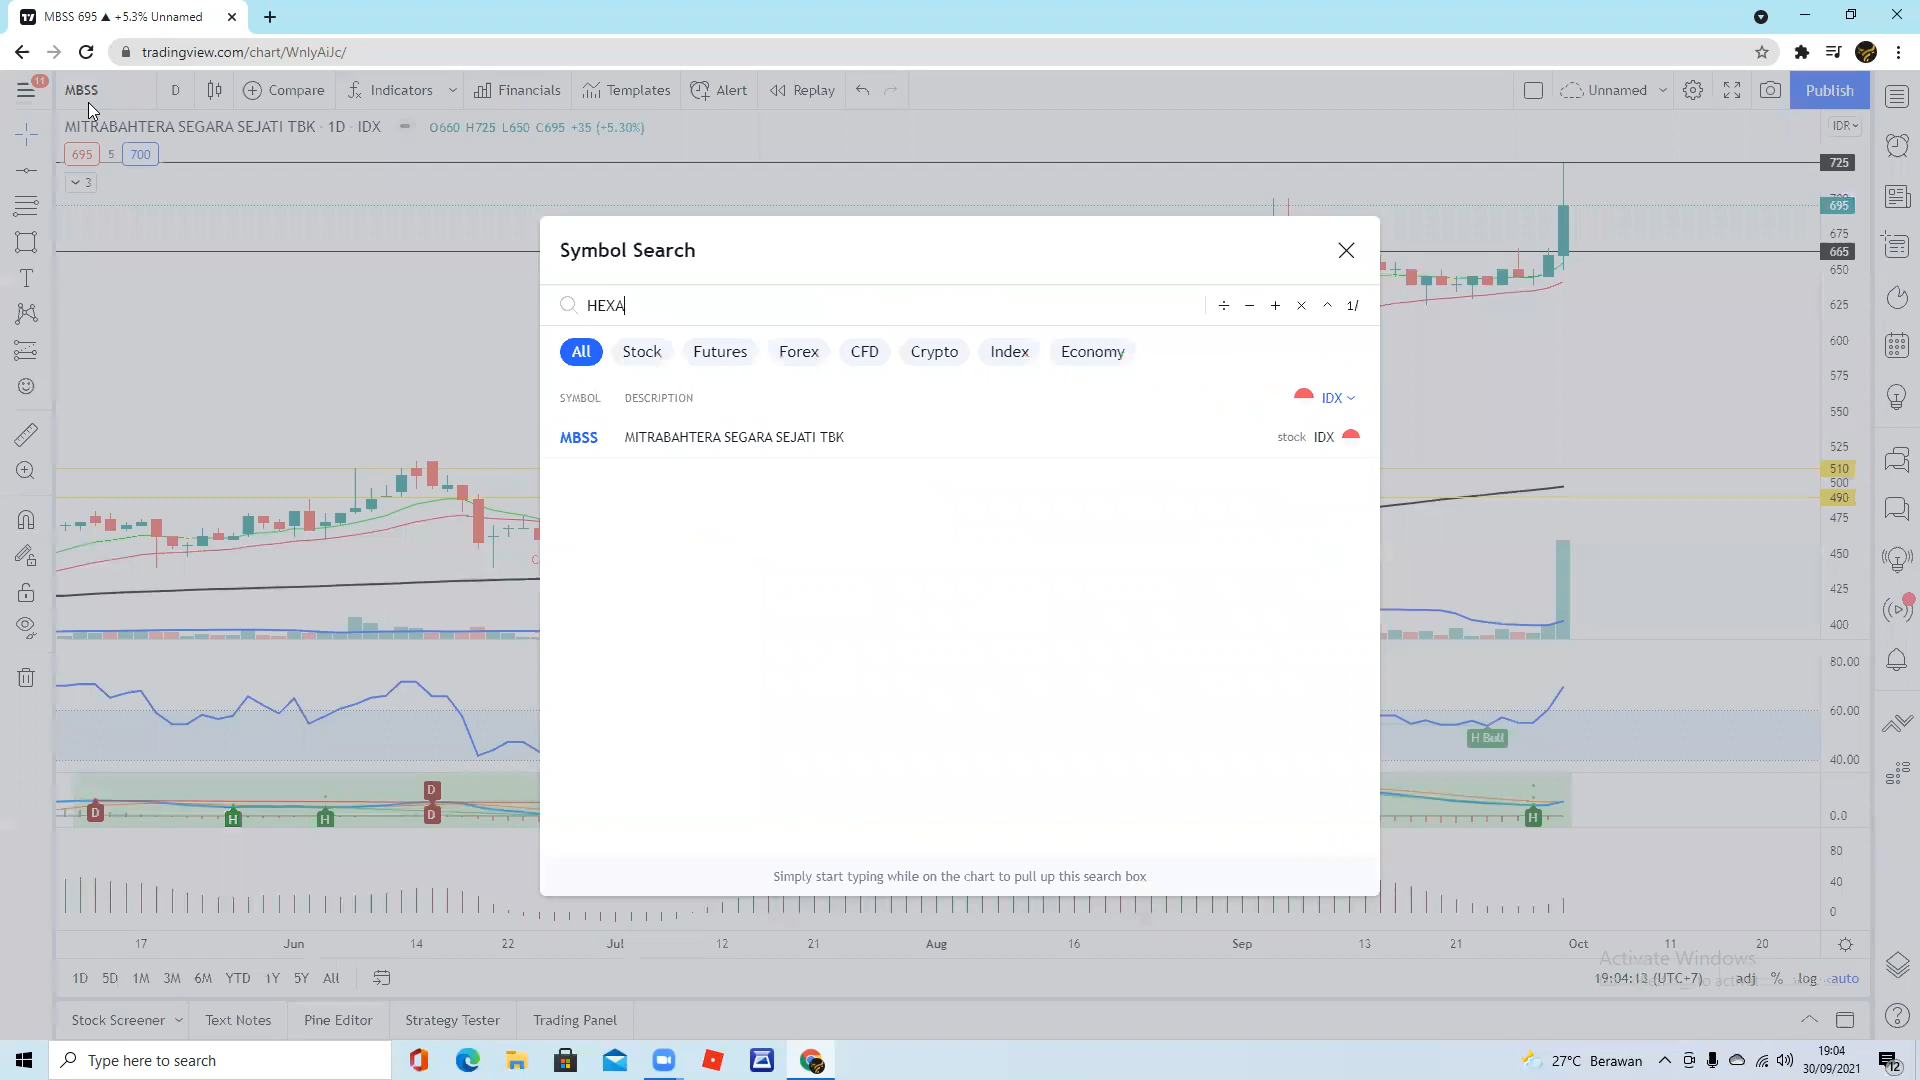 MBSS 695 ▲ +5.3% Unnamed
tradingview.com/chart/WnlyAiJc/
11
MBSS D Compare Indicators Financials Templates Alert Replay Unnamed Publish
MITRABAHTERA SEGARA SEJATI TBK · 1D · IDX O660 H725 L650 C695 +35 (+5.30%) IDR
695 5 700
3
725
695
675
665
650
625
600
575
550
525
510
500
490
475
450
425
400
80.00
60.00
40.00
0.0
80
40
0
Symbol Search
HEXA ÷ − + × ^ 1/
All Stock Futures Forex CFD Crypto Index Economy
SYMBOL DESCRIPTION IDX
MBSS MITRABAHTERA SEGARA SEJATI TBK stock IDX
Simply start typing while on the chart to pull up this search box
H Bull
D
D
D
H
H
H
17 Jun 14 22 Jul 12 21 Aug 16 Sep 13 21 Oct 11 20
Activate Windows
1D 5D 1M 3M 6M YTD 1Y 5Y All 19:04:13 (UTC+7) adj % log auto
Stock Screener Text Notes Pine Editor Strategy Tester Trading Panel
Type here to search 27°C Berawan 19:04
30/09/2021
12